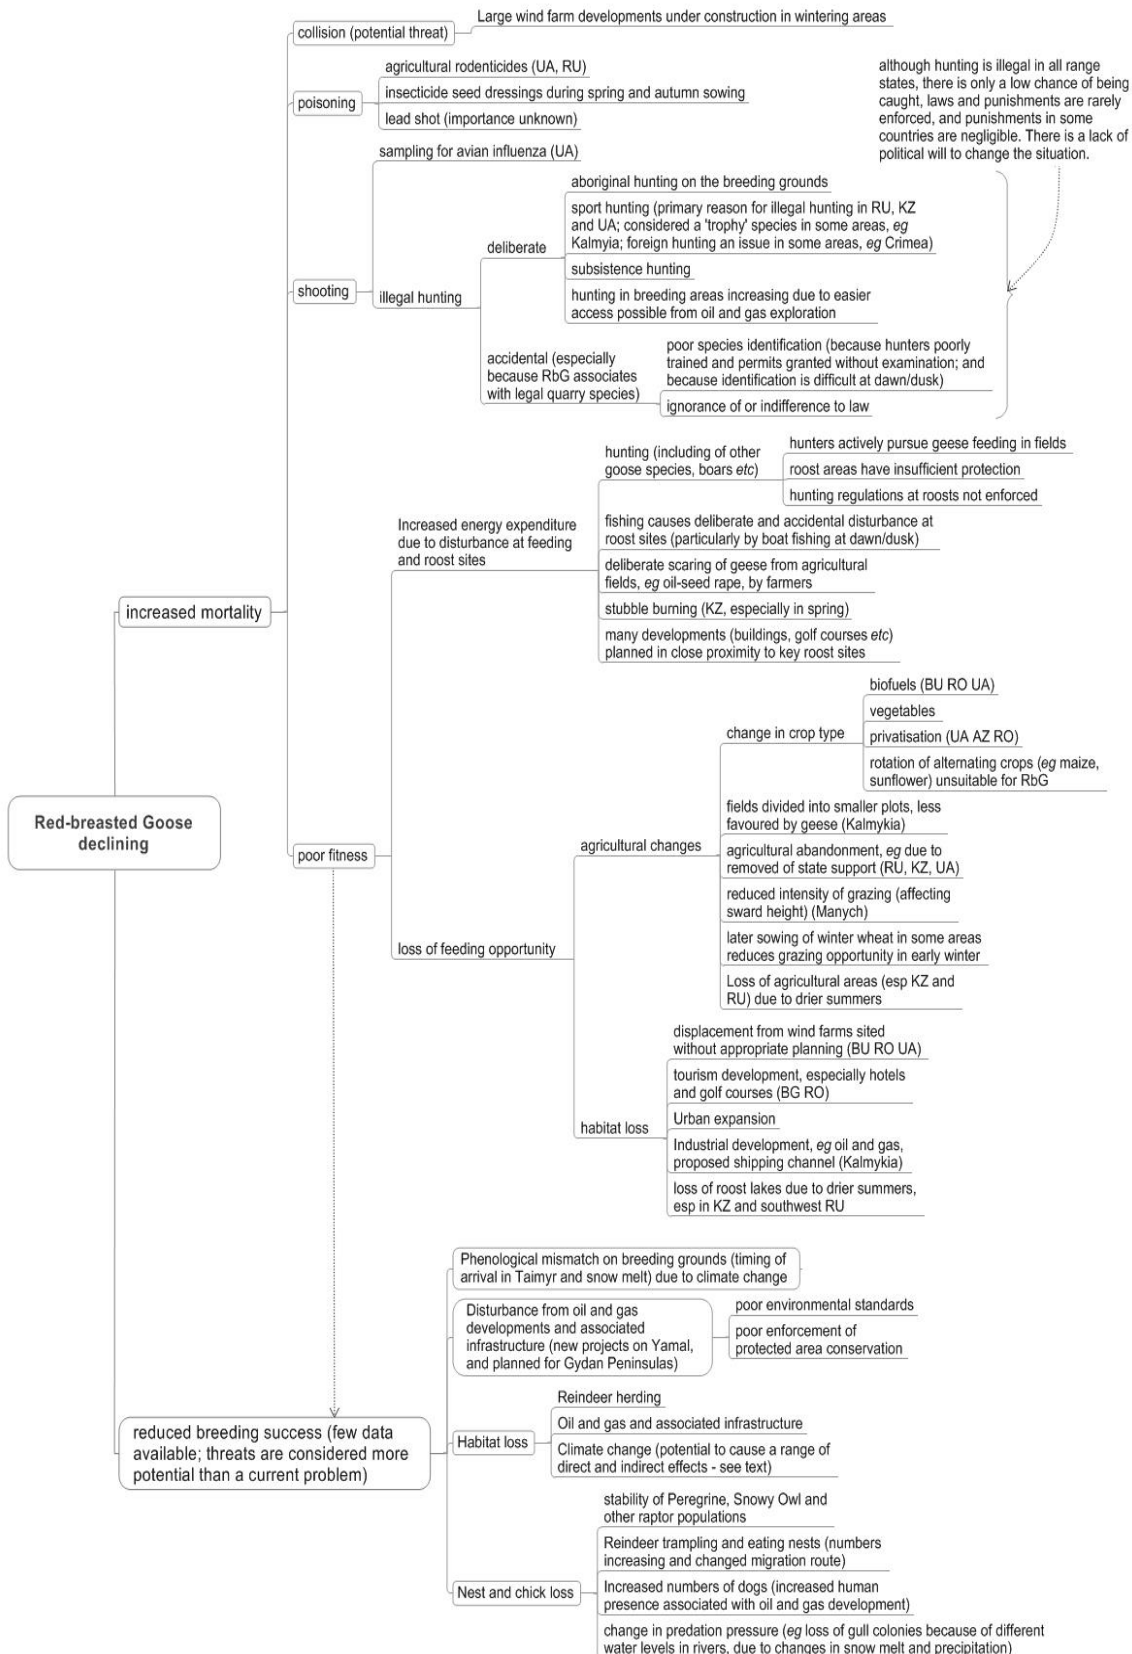 Large wind farm developments under construction in wintering areas
collision (potential threat)
agricultural rodenticides (UA, RU)
insecticide seed dressings during spring and autumn sowing
poisoning
lead shot (importance unknown)
although hunting is illegal in all range
states, there is only a low chance of being
caught, laws and punishments are rarely
enforced, and punishments in some
countries are negligible. There is a lack of
political will to change the situation.
sampling for avian influenza (UA)
aboriginal hunting on the breeding grounds
sport hunting (primary reason for illegal hunting in RU, KZ
and UA; considered a 'trophy' species in some areas, eg
Kalmyia; foreign hunting an issue in some areas, eg Crimea)
deliberate
subsistence hunting
shooting
illegal hunting
hunting in breeding areas increasing due to easier
access possible from oil and gas exploration
accidental (especially
because RbG associates
with legal quarry species)
poor species identification (because hunters poorly
trained and permits granted without examination; and
because identification is difficult at dawn/dusk)
ignorance of or indifference to law
hunting (including of other
goose species, boars etc)
hunters actively pursue geese feeding in fields
roost areas have insufficient protection
hunting regulations at roosts not enforced
Increased energy expenditure
due to disturbance at feeding
and roost sites
fishing causes deliberate and accidental disturbance at
roost sites (particularly by boat fishing at dawn/dusk)
deliberate scaring of geese from agricultural
fields, eg oil-seed rape, by farmers
stubble burning (KZ, especially in spring)
many developments (buildings, golf courses etc)
planned in close proximity to key roost sites
increased mortality
biofuels (BU RO UA)
vegetables
change in crop type
privatisation (UA AZ RO)
rotation of alternating crops (eg maize,
sunflower) unsuitable for RbG
fields divided into smaller plots, less
favoured by geese (Kalmykia)
Red-breasted Goose
declining
poor fitness
agricultural changes
agricultural abandonment, eg due to
removed of state support (RU, KZ, UA)
reduced intensity of grazing (affecting
sward height) (Manych)
loss of feeding opportunity
later sowing of winter wheat in some areas
reduces grazing opportunity in early winter
Loss of agricultural areas (esp KZ and
RU) due to drier summers
displacement from wind farms sited
without appropriate planning (BU RO UA)
tourism development, especially hotels
and golf courses (BG RO)
habitat loss
Urban expansion
Industrial development, eg oil and gas,
proposed shipping channel (Kalmykia)
loss of roost lakes due to drier summers,
esp in KZ and southwest RU
Phenological mismatch on breeding grounds (timing of
arrival in Taimyr and snow melt) due to climate change
Disturbance from oil and gas
developments and associated
infrastructure (new projects on Yamal,
and planned for Gydan Peninsulas)
poor environmental standards
poor enforcement of
protected area conservation
reduced breeding success (few data
available; threats are considered more
potential than a current problem)
Habitat loss
Reindeer herding
Oil and gas and associated infrastructure
Climate change (potential to cause a range of
direct and indirect effects - see text)
stability of Peregrine, Snowy Owl and
other raptor populations
Reindeer trampling and eating nests (numbers
increasing and changed migration route)
Nest and chick loss
Increased numbers of dogs (increased human
presence associated with oil and gas development)
change in predation pressure (eg loss of gull colonies because of different
water levels in rivers, due to changes in snow melt and precipitation)